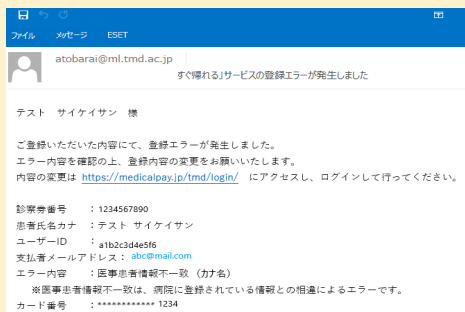 ファイル メッセージ ESET
atobarai@ml.tmd.ac.jp
すぐ帰れる」サービスの登録エラーが発生しました
テスト サイケイサン 様
ご登録いただいた内容にて、登録エラーが発生しました。
エラー内容を確認の上、登録内容の変更をお願いいたします。
内容の変更は https://medicalpay.jp/tmd/login/ にアクセスし、ログインして行ってください。
診察券番号 ：1234567890
患者氏名カナ ：テスト サイケイサン
ユーザーID ：a1b2c3d4e5f6
支払者メールアドレス：abc@mail.com
エラー内容 ：医事患者情報不一致 （カナ名）
※医事患者情報不一致は、病院に登録されている情報との相違によるエラーです。
カード番号 ：************ 1234